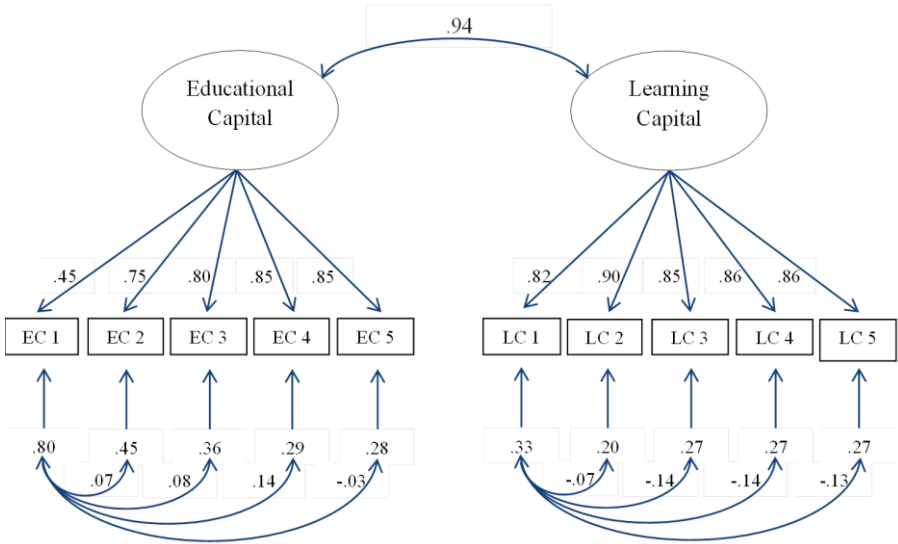 .94
Educational
Capital
Learning
Capital
.45 .75 .80 .85 .85 .82 .90 .85 .86 .86
EC 1 EC 2 EC 3 EC 4 EC 5 LC 1 LC 2 LC 3 LC 4 LC 5
.80 .45 .36 .29 .28 .33 .20 .27 .27 .27
.07 .08 .14 -.03 -.07 -.14 -.14 -.13